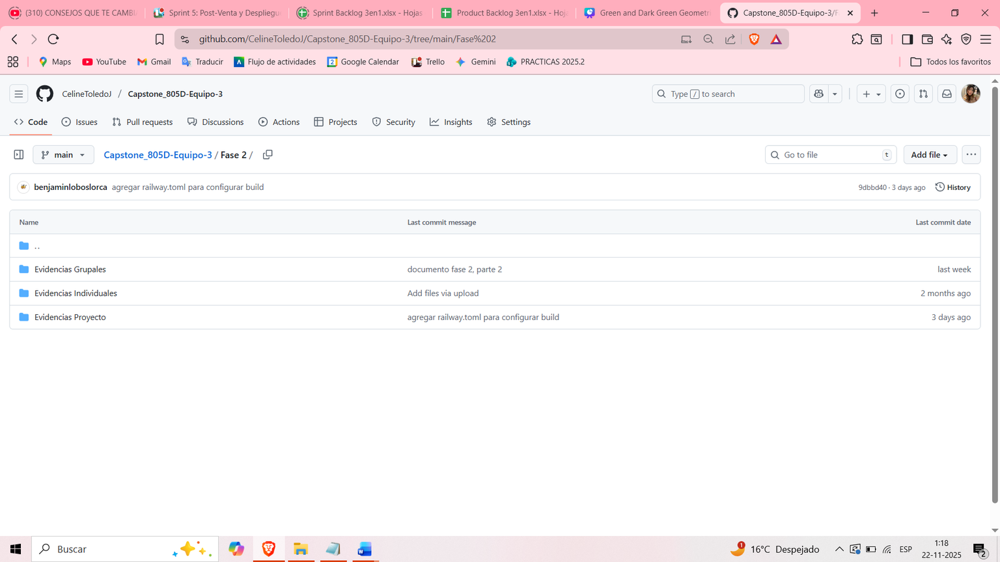 (310) CONSEJOS QUE TE CAMBI
Sprint 5: Post-Venta y Despliegu
Sprint Backlog 3en1.xlsx - Hojas
Product Backlog 3en1.xlsx - Hoja
Green and Dark Green Geometr
Capstone_805D-Equipo-3/F
github.com/CelineToledoJ/Capstone_805D-Equipo-3/tree/main/Fase%202
Maps
YouTube
Gmail
Traducir
Flujo de actividades
Google Calendar
Trello
Gemini
PRACTICAS 2025.2
Todos los favoritos
CelineToledoJ / Capstone_805D-Equipo-3
Type / to search
Code
Issues
Pull requests
Discussions
Actions
Projects
Security
Insights
Settings
main
Capstone_805D-Equipo-3 / Fase 2 /
Go to file
t
Add file
benjaminloboslorca agregar railway.toml para configurar build
9dbbd40 · 3 days ago
History
Name Last commit message Last commit date
..
Evidencias Grupales documento fase 2, parte 2 last week
Evidencias Individuales Add files via upload 2 months ago
Evidencias Proyecto agregar railway.toml para configurar build 3 days ago
Buscar
1
16°C Despejado
ESP
1:18
22-11-2025
2